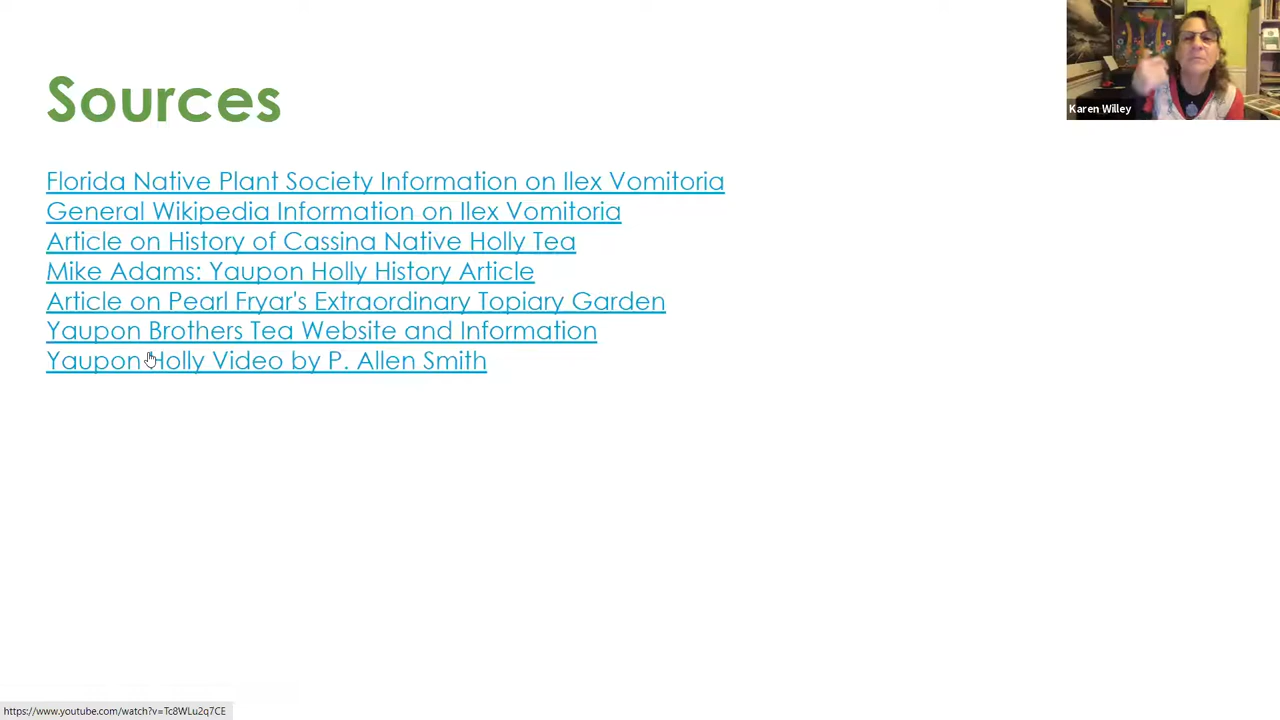 Sources
Karen Willey
Florida Native Plant Society Information on Ilex Vomitoria
General Wikipedia Information on Ilex Vomitoria
Article on History of Cassina Native Holly Tea
Mike Adams: Yaupon Holly History Article
Article on Pearl Fryar's Extraordinary Topiary Garden
Yaupon Brothers Tea Website and Information
Yaupon Holly Video by P. Allen Smith
https://www.youtube.com/watch?v=Tc8WLu2q7CE